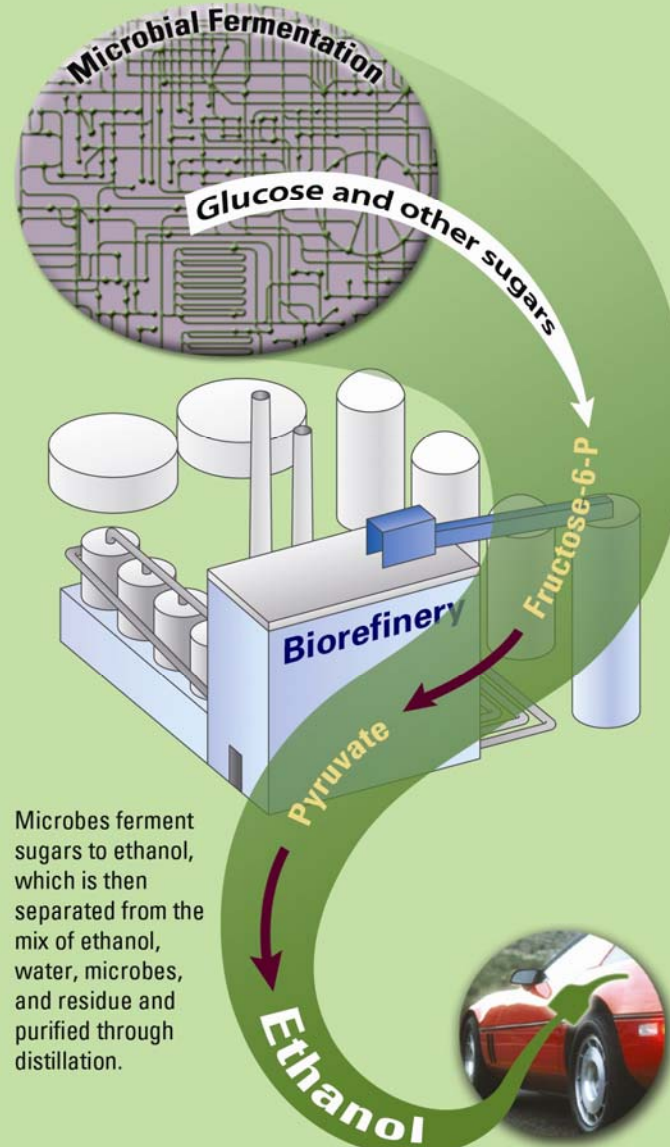 Microbial Fermentation
Glucose and other sugars
Fructose-6-P
Biorefinery
Pyruvate
Microbes ferment
sugars to ethanol,
which is then
separated from the
mix of ethanol,
water, microbes,
and residue and
purified through
distillation.
Ethanol